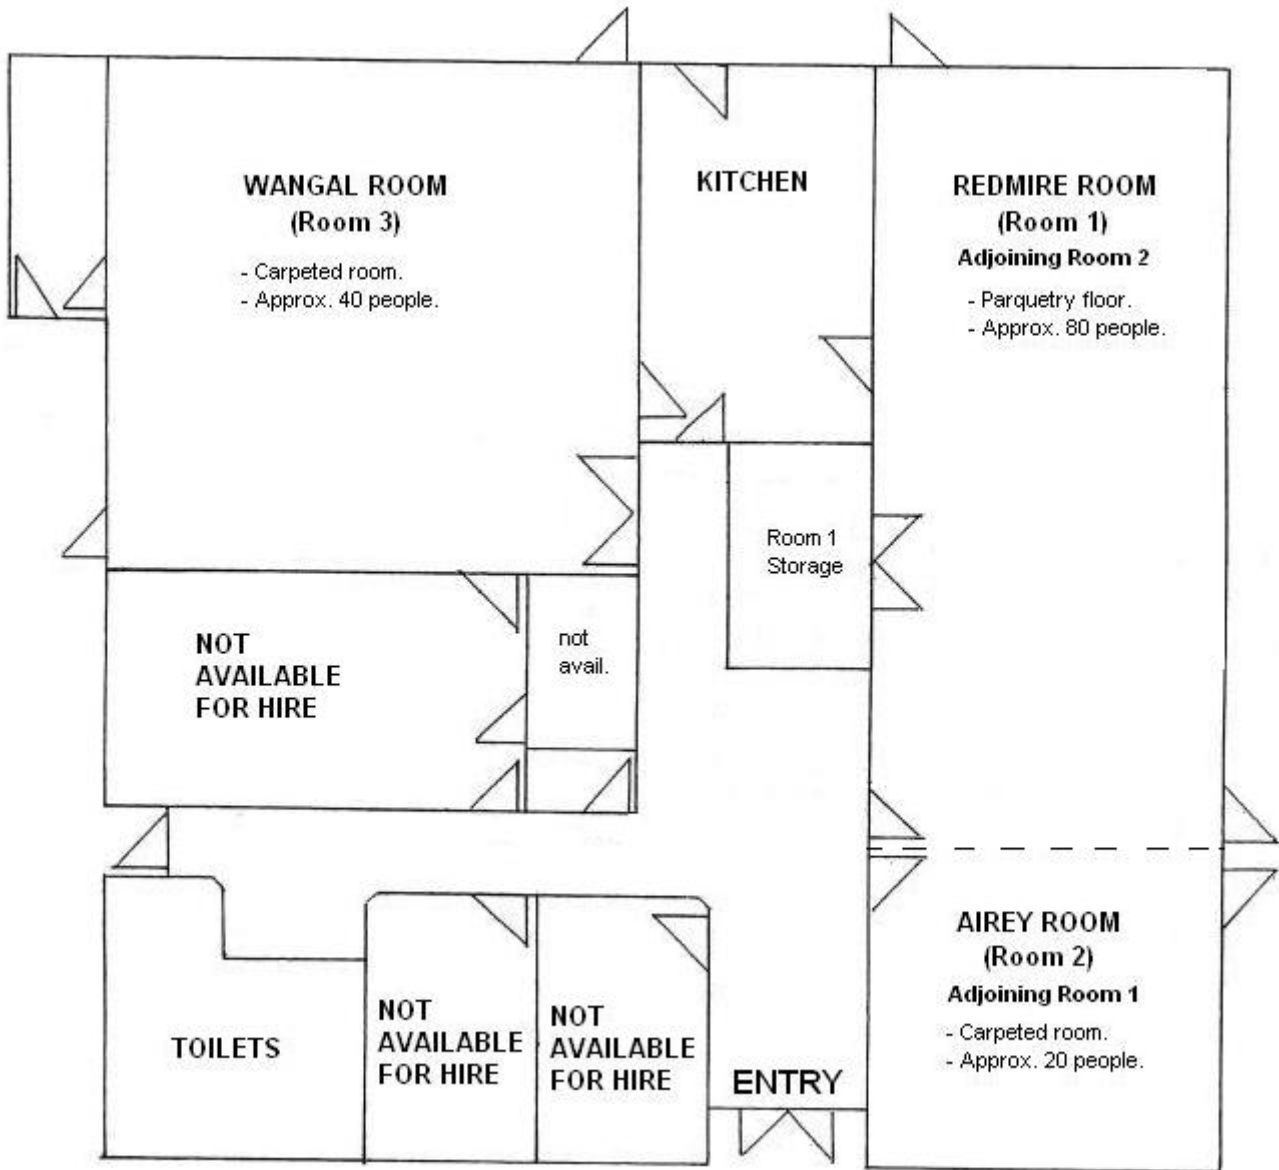 WANGAL ROOM
(Room 3)
- Carpeted room.
- Approx. 40 people.
KITCHEN
REDMIRE ROOM
(Room 1)
Adjoining Room 2
- Parquetry floor.
- Approx. 80 people.
Room 1
Storage
NOT
AVAILABLE
FOR HIRE
not
avail.
AIREY ROOM
(Room 2)
Adjoining Room 1
- Carpeted room.
- Approx. 20 people.
TOILETS
NOT
AVAILABLE
FOR HIRE
NOT
AVAILABLE
FOR HIRE
ENTRY